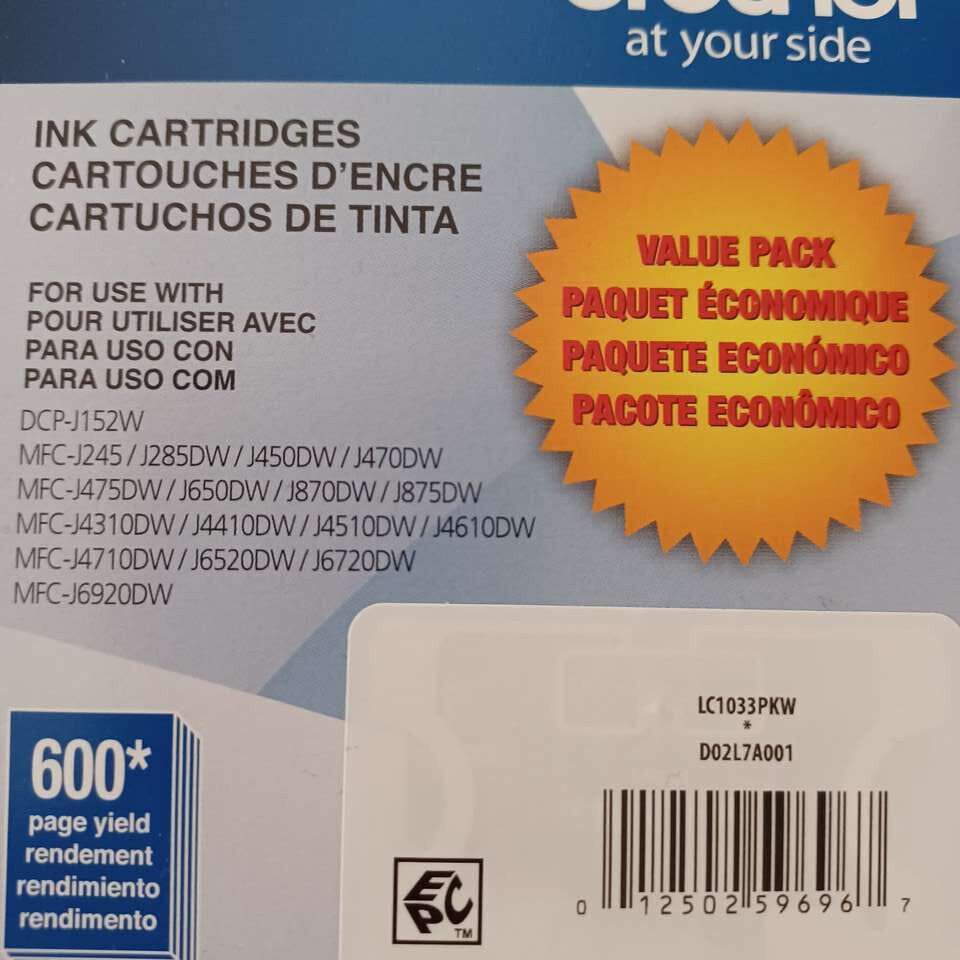 at your side
INK CARTRIDGES
CARTOUCHES D'ENCRE
CARTUCHOS DE TINTA
FOR USE WITH
POUR UTILISER AVEC
PARA USO CON
PARA USO COM
DCP-J152W
MFC-J245 / J285DW / J450DW / J470DW
MFC-J475DW / J650DW / J870DW / J875DW
MFC-J4310DW / J4410DW / J4510DW / J4610DW
MFC-J4710DW / J6520DW / J6720DW
MFC-J6920DW
VALUE PACK
PAQUET ÉCONOMIQUE
PAQUETE ECONÓMICO
PACOTE ECONÔMICO
600*
page yield
rendement
rendimiento
rendimento
LC1033PKW
*
D02L7A001
EPC TM
0 12502 59696 7